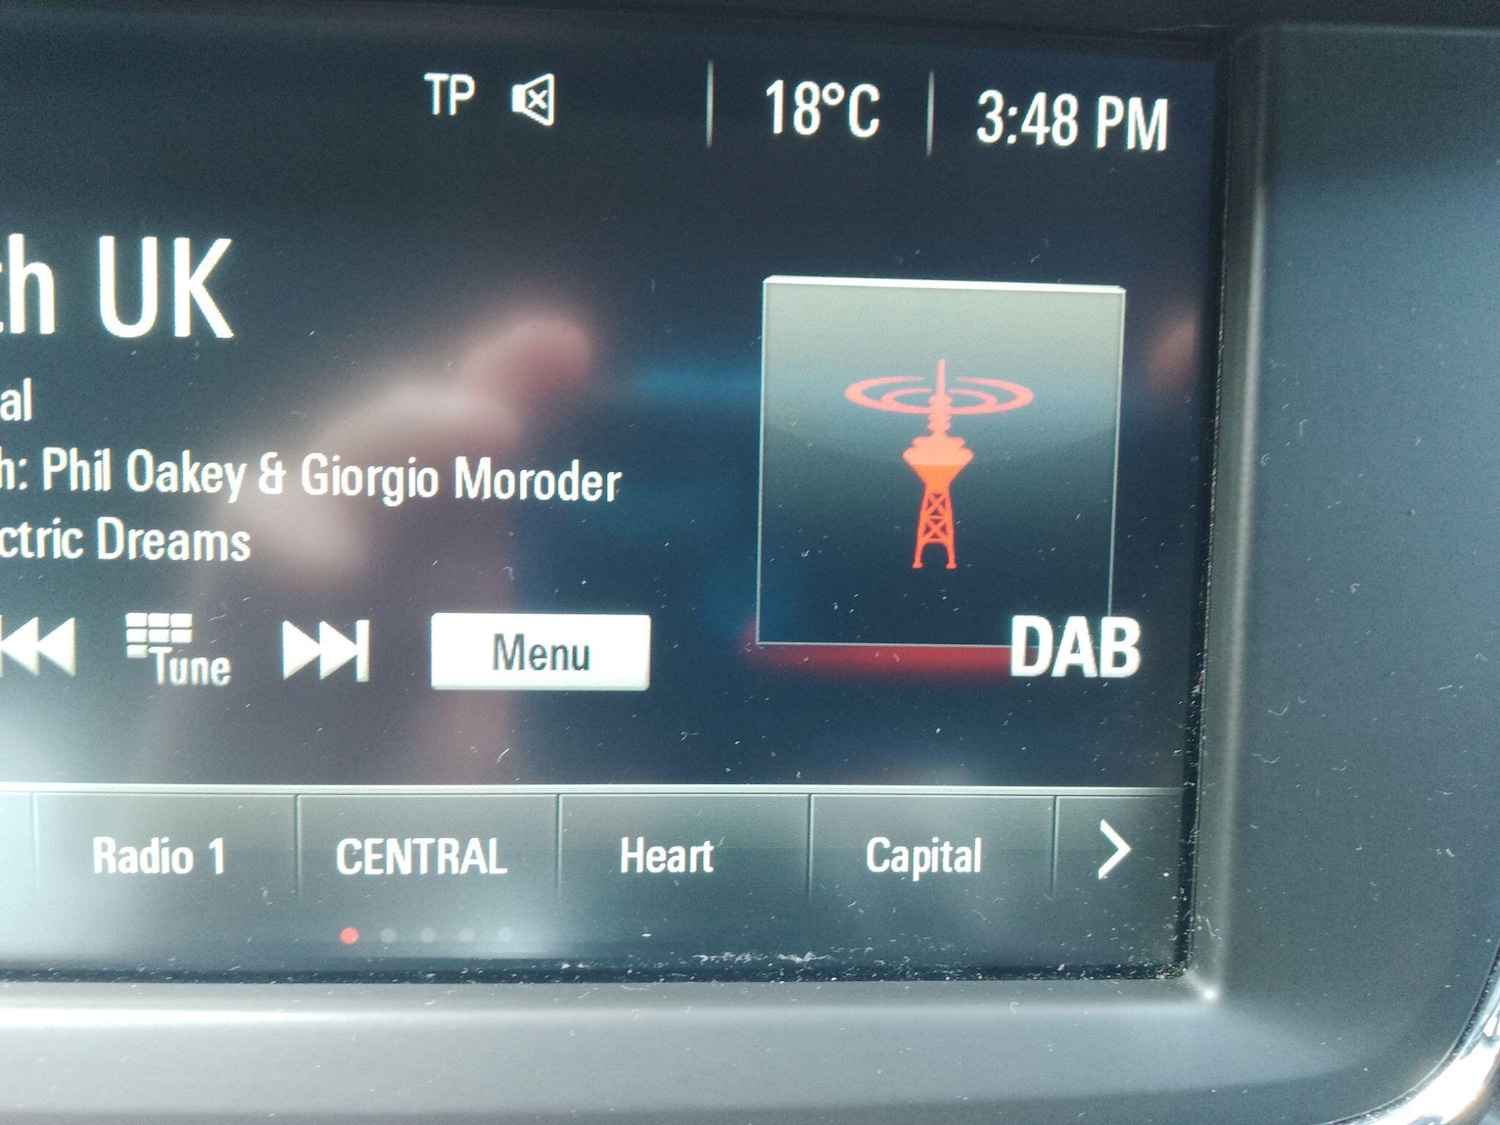 TP 18°C 3:48 PM
th UK
al
h: Phil Oakey & Giorgio Moroder
ctric Dreams
Tune Menu
DAB
Radio 1 CENTRAL Heart Capital